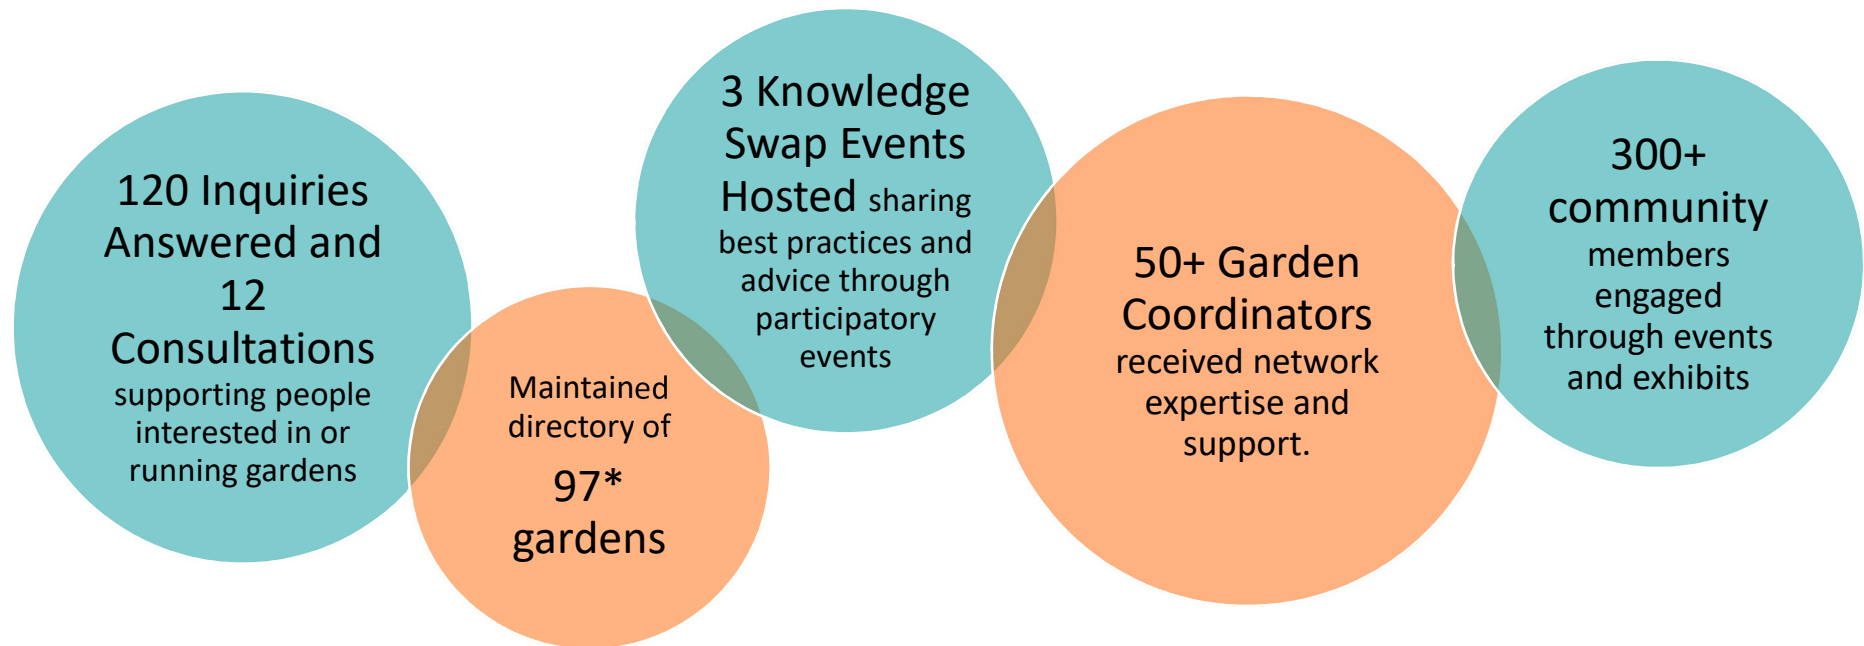 120 Inquiries
Answered and
12
Consultations
supporting people
interested in or
running gardens
Maintained
directory of
97*
gardens
3 Knowledge
Swap Events
Hosted sharing
best practices and
advice through
participatory
events
50+ Garden
Coordinators
received network
expertise and
support.
300+
community
members
engaged
through events
and exhibits